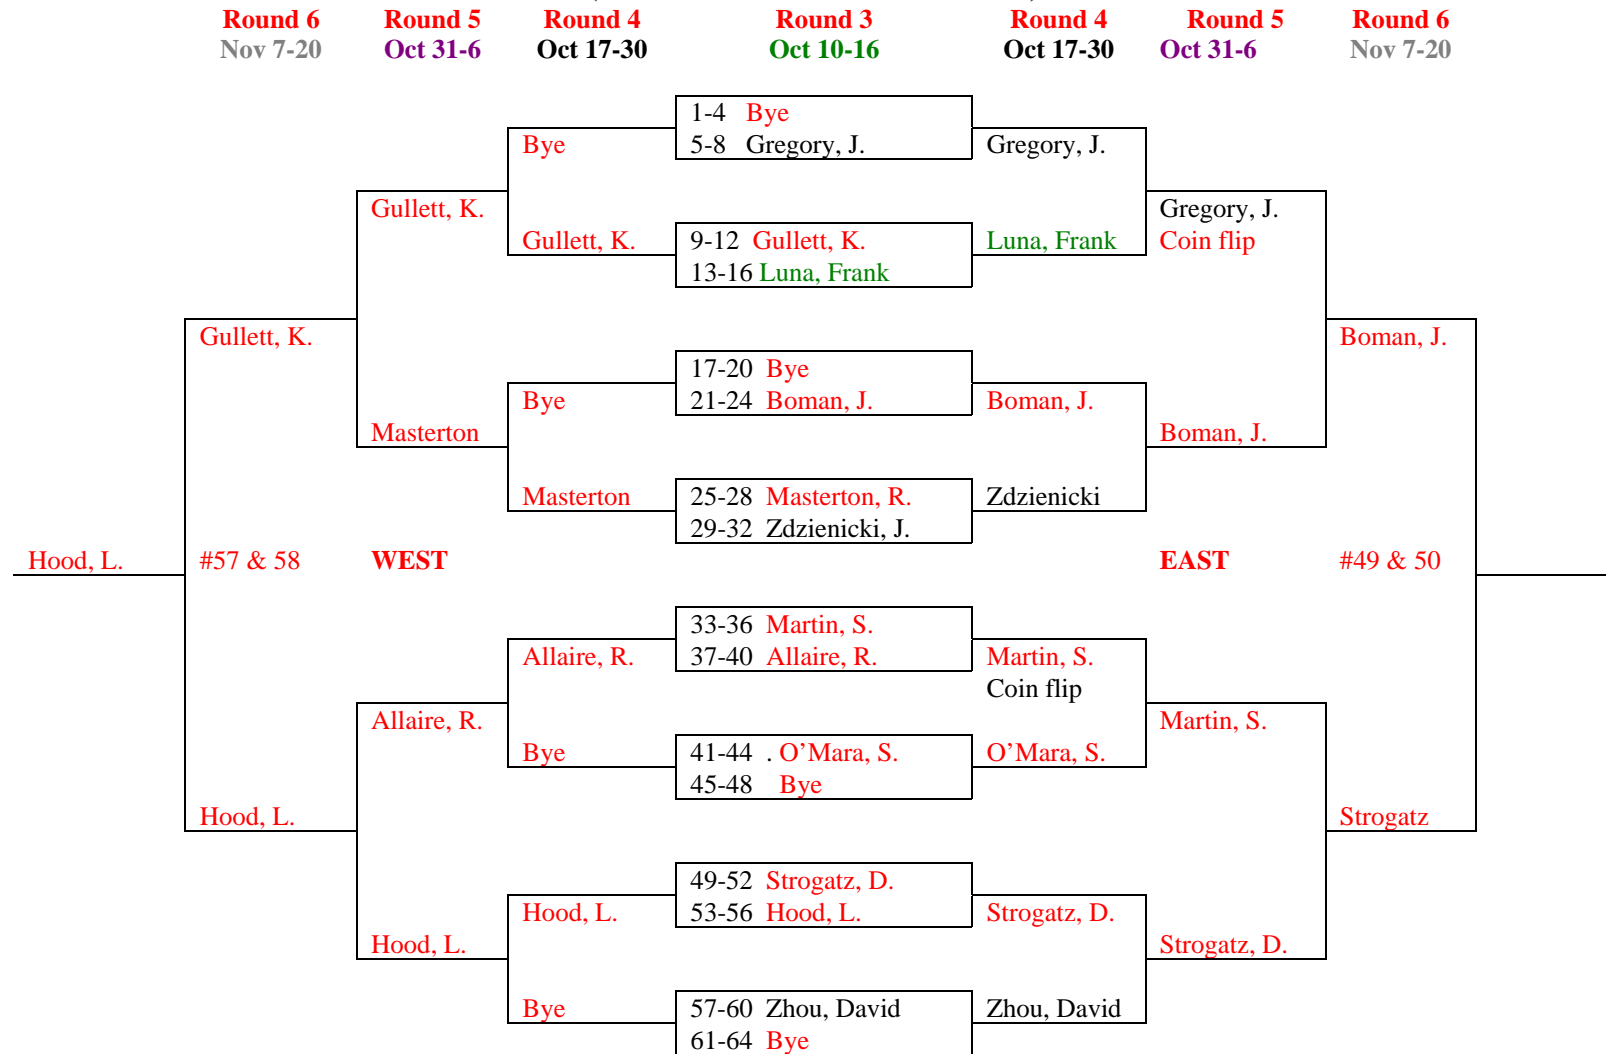 Round 6 Round 5 Round 4 Round 3 Round 4 Round 5 Round 6
Nov 7-20 Oct 31-6 Oct 17-30 Oct 10-16 Oct 17-30 Oct 31-6 Nov 7-20
1-4 Bye
Bye 5-8 Gregory, J. Gregory, J.
Gullett, K. Gregory, J.
Gullett, K. 9-12 Gullett, K. Luna, Frank Coin flip
13-16 Luna, Frank
Gullett, K. Boman, J.
17-20 Bye
Bye 21-24 Boman, J. Boman, J.
Masterton Boman, J.
Masterton 25-28 Masterton, R. Zdzienicki
29-32 Zdzienicki, J.
Hood, L. #57 & 58 WEST EAST #49 & 50
33-36 Martin, S.
Allaire, R. 37-40 Allaire, R. Martin, S.
Coin flip
Allaire, R. Martin, S.
Bye 41-44 . O’Mara, S. O’Mara, S.
45-48 Bye
Hood, L. Strogatz
49-52 Strogatz, D.
Hood, L. 53-56 Hood, L. Strogatz, D.
Hood, L. Strogatz, D.
Bye 57-60 Zhou, David Zhou, David
61-64 Bye